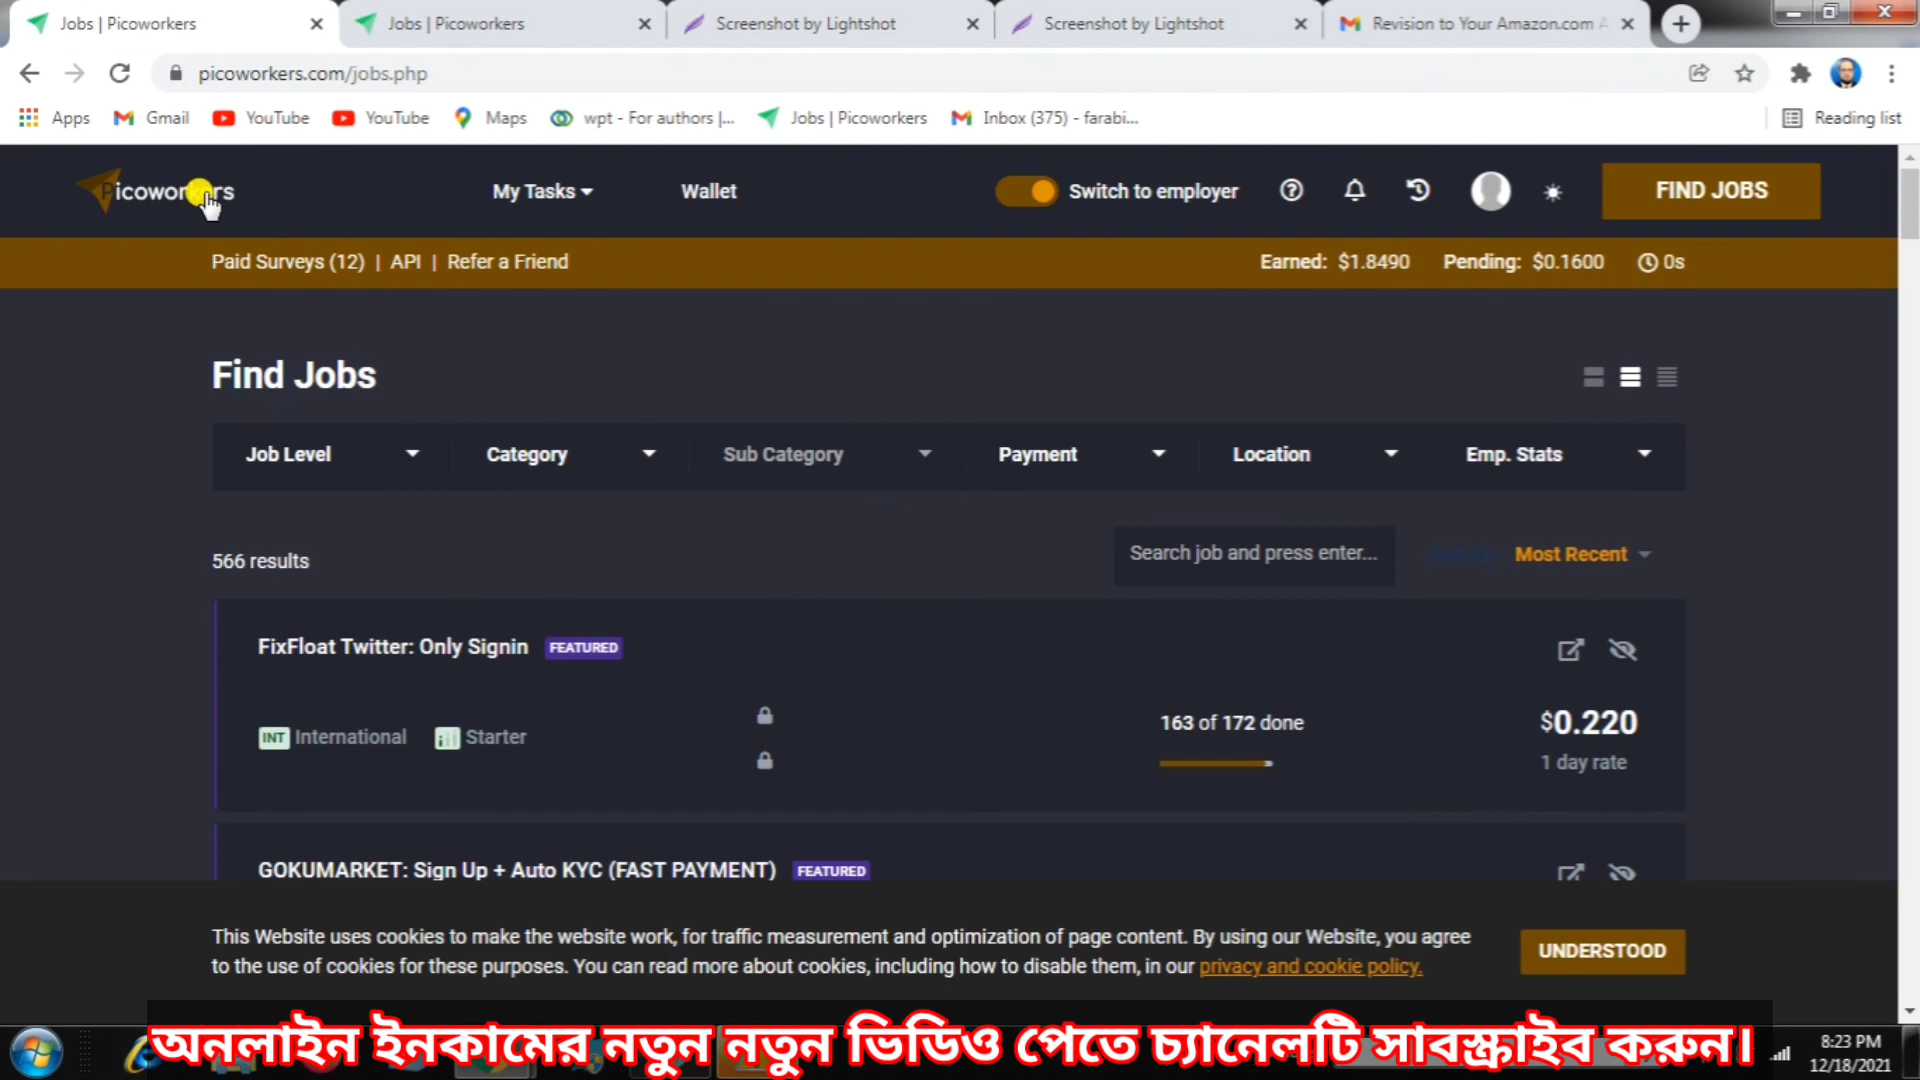 Jobs | Picoworkers
Jobs | Picoworkers
Screenshot by Lightshot
Screenshot by Lightshot
Revision to Your Amazon.com A
picoworkers.com/jobs.php
Apps
Gmail
YouTube
YouTube
Maps
wpt - For authors |...
Jobs | Picoworkers
Inbox (375) - farabi...
Reading list
Picoworkers
My Tasks
Wallet
Switch to employer
FIND JOBS
Paid Surveys (12) | API | Refer a Friend
Earned: $1.8490 Pending: $0.1600 0s
Find Jobs
Job Level
Category
Sub Category
Payment
Location
Emp. Stats
566 results
Search job and press enter...
Most Recent
FixFloat Twitter: Only Signin FEATURED
INT International Starter
163 of 172 done
$0.220
1 day rate
GOKUMARKET: Sign Up + Auto KYC (FAST PAYMENT) FEATURED
This Website uses cookies to make the website work, for traffic measurement and optimization of page content. By using our Website, you agree
to the use of cookies for these purposes. You can read more about cookies, including how to disable them, in our privacy and cookie policy.
UNDERSTOOD
অনলাইন ইনকামের নতুন নতুন ভিডিও পেতে চ্যানেলটি সাবস্ক্রাইব করুন।
8:23 PM
12/18/2021